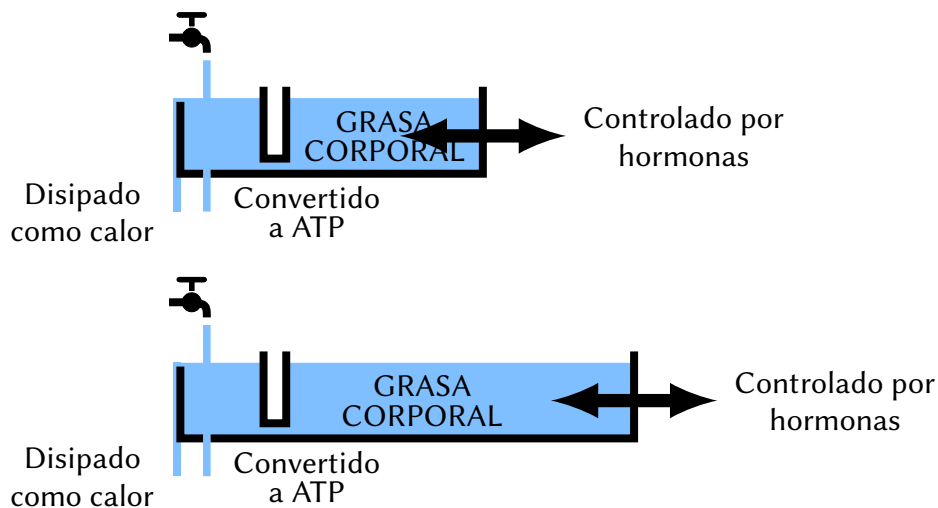 GRASA
CORPORAL
Controlado por
hormonas
Disipado
como calor
Convertido
a ATP
GRASA
CORPORAL
Controlado por
hormonas
Disipado
como calor
Convertido
a ATP